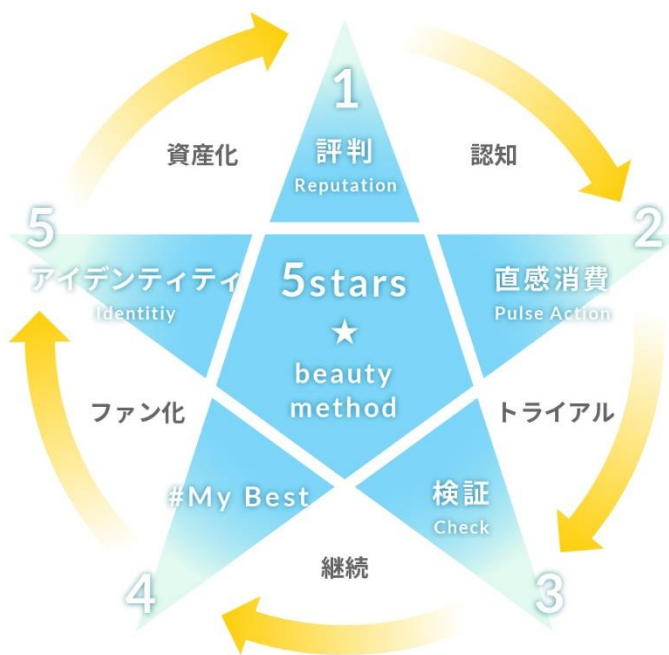 1
評判
Reputation
認知
2
直感消費
Pulse Action
トライアル
3
検証
Check
継続
4
#My Best
ファン化
5
アイデンティティ
Identitiy
資産化
5stars
★
beauty
method